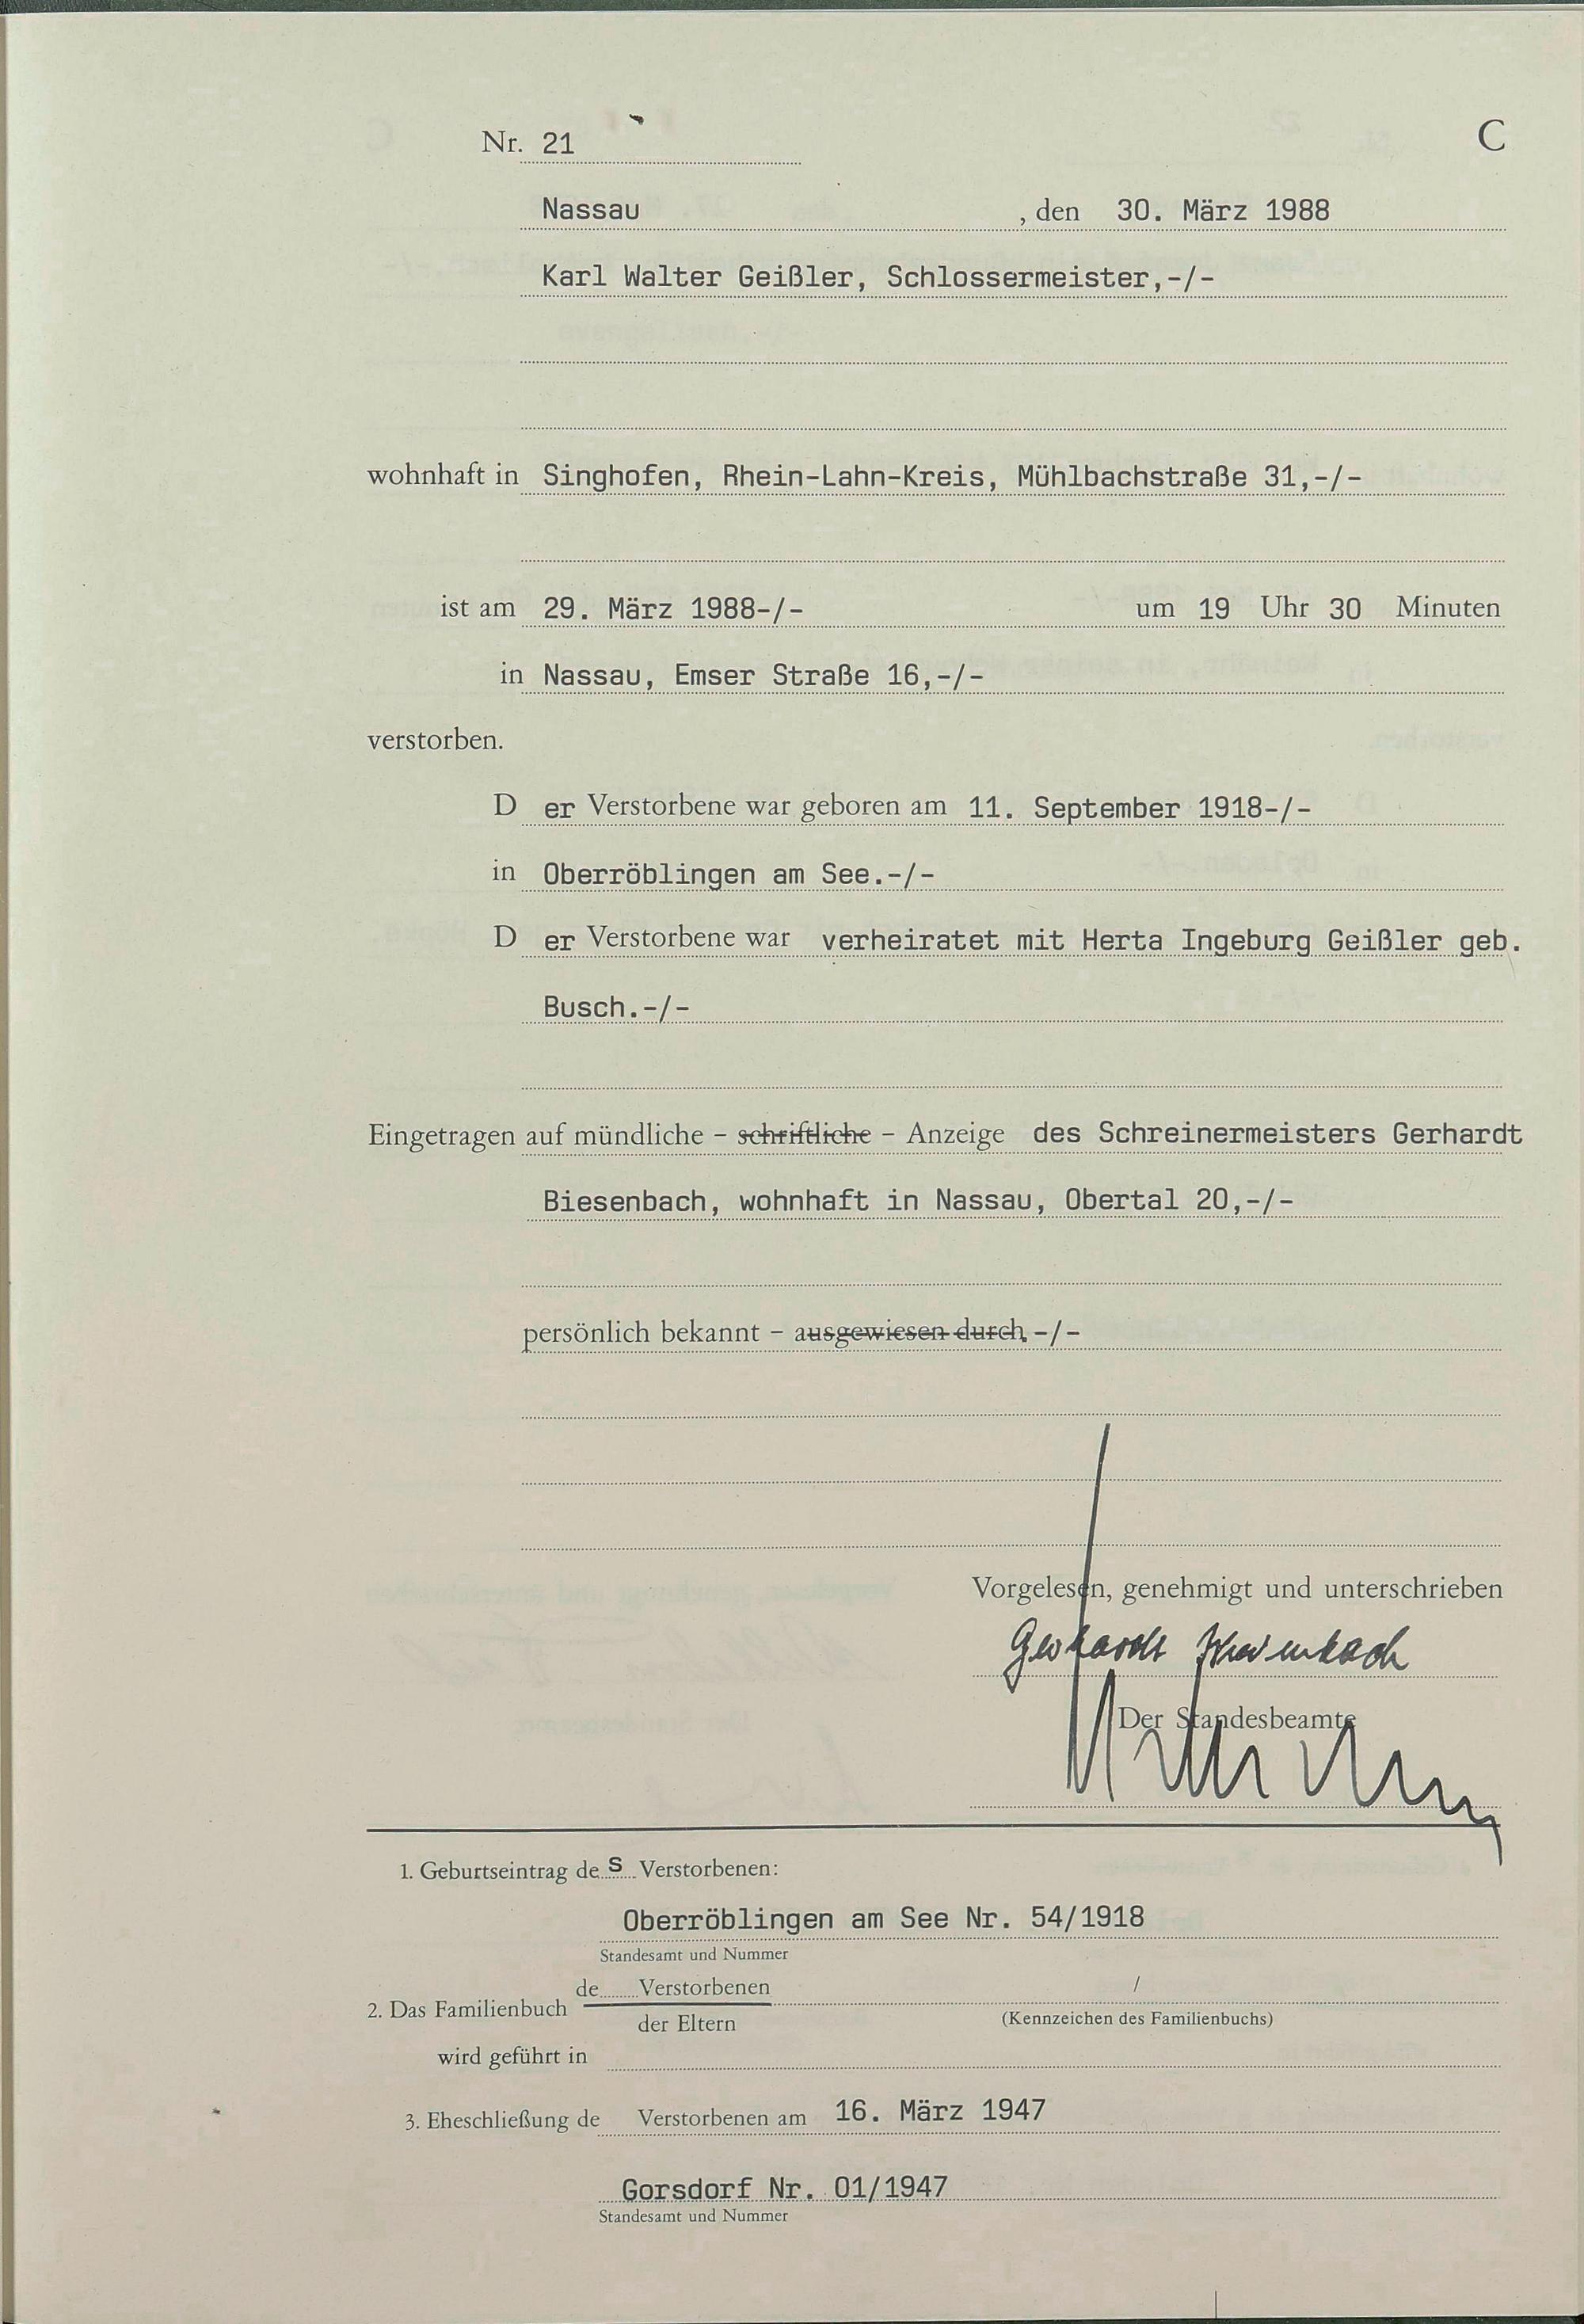 Nr. 21
C
Nassau , den 30. März 1988
Karl Walter Geißler, Schlossermeister,-/-
wohnhaft in Singhofen, Rhein-Lahn-Kreis, Mühlbachstraße 31,-/-
ist am 29. März 1988-/- um 19 Uhr 30 Minuten
in Nassau, Emser Straße 16,-/-
verstorben.
D er Verstorbene war geboren am 11. September 1918-/-
in Oberröblingen am See.-/-
D er Verstorbene war verheiratet mit Herta Ingeburg Geißler geb.
Busch.-/-
Eingetragen auf mündliche – schriftliche – Anzeige des Schreinermeisters Gerhardt
Biesenbach, wohnhaft in Nassau, Obertal 20,-/-
persönlich bekannt – ausgewiesen durch.-/-
Vorgelesen, genehmigt und unterschrieben
Gerhardt
Der Standesbeamte
1. Geburtseintrag des Verstorbenen:
Oberröblingen am See Nr. 54/1918
Standesamt und Nummer
de Verstorbenen /
2. Das Familienbuch
der Eltern (Kennzeichen des Familienbuchs)
wird geführt in
3. Eheschließung de Verstorbenen am 16. März 1947
Gorsdorf Nr. 01/1947
Standesamt und Nummer